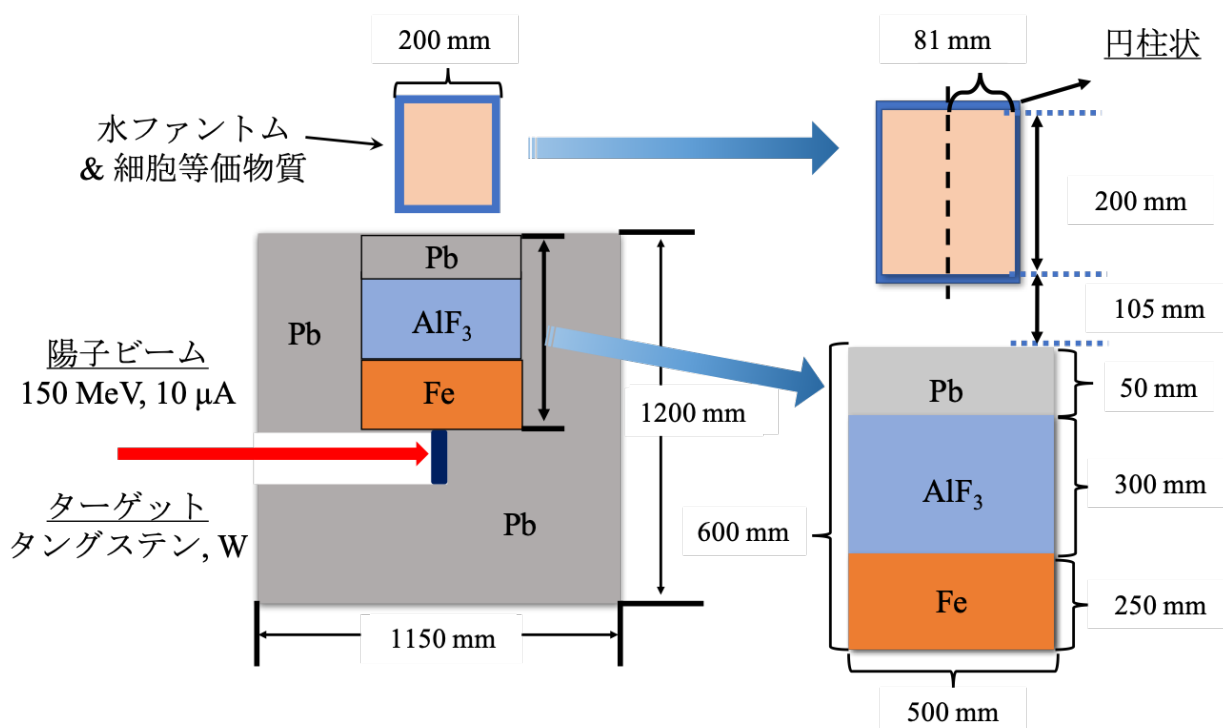 200 mm
水ファントム
& 細胞等価物質
81 mm
円柱状
200 mm
105 mm
Pb
AlF3
Fe
Pb
Pb
陽子ビーム
150 MeV, 10 μA
ターゲット
タングステン, W
1200 mm
1150 mm
Pb
AlF3
Fe
50 mm
300 mm
250 mm
600 mm
500 mm